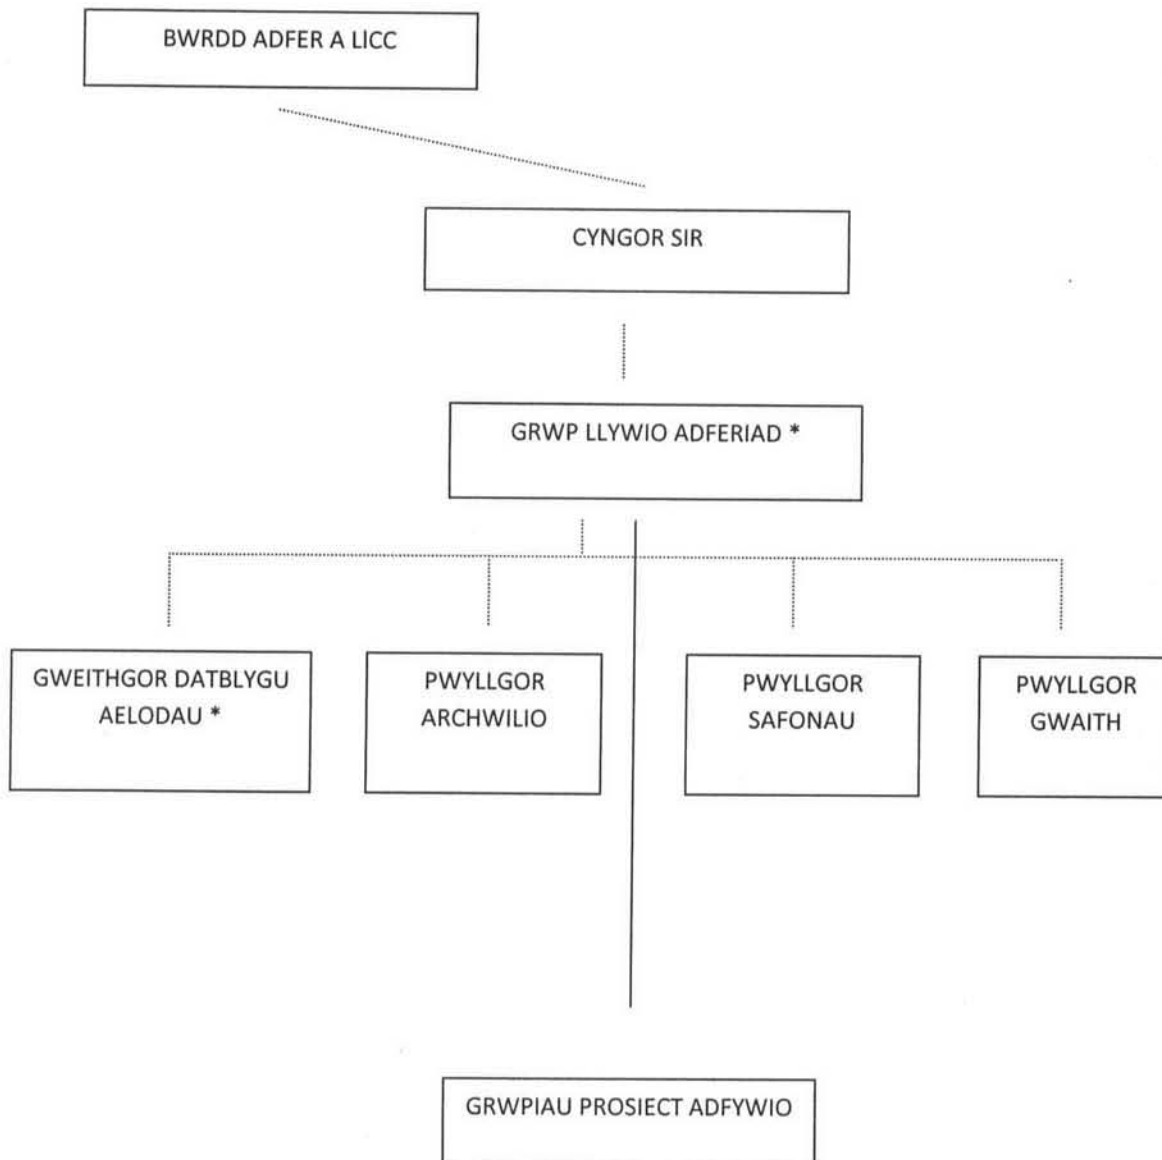 BWRDD ADFER A LlCC
CYNGOR SIR
GRWP LLYWIO ADFERIAD *
GWEITHGOR DATBLYGU
AELODAU *
PWYLLGOR
ARCHWILIO
PWYLLGOR
SAFONAU
PWYLLGOR
GWAITH
GRWPIAU PROSIECT ADFYWIO